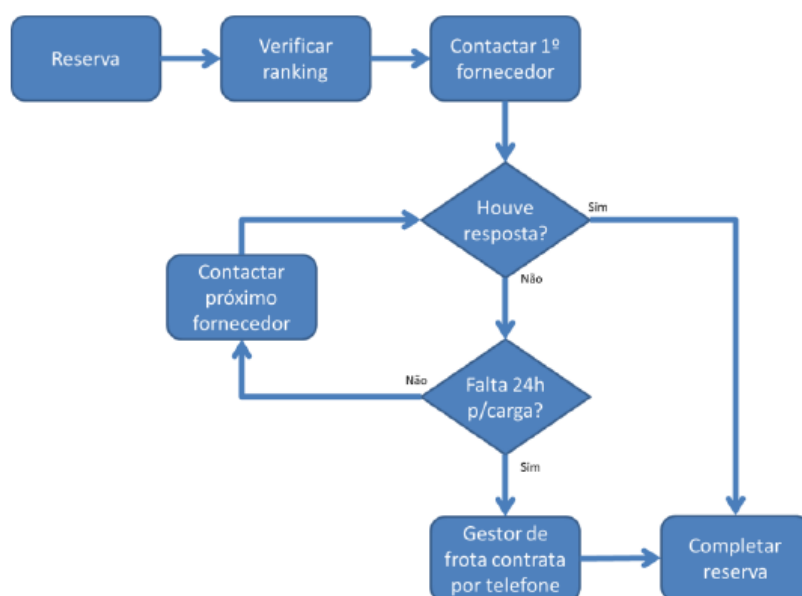 Reserva
Verificar
ranking
Contactar 1º
fornecedor
Houve
resposta?
Sim
Não
Contactar
próximo
fornecedor
Falta 24h
p/carga?
Não
Sim
Gestor de
frota contrata
por telefone
Completar
reserva